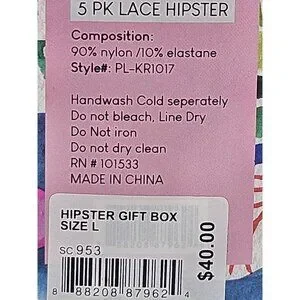 5 PK LACE HIPSTER
Composition:
90% nylon /10% elastane
Style#: PL-KR1017
Handwash Cold seperately
Do not bleach, Line Dry
Do Not iron
Do not dry clean
RN # 101533
MADE IN CHINA
HIPSTER GIFT BOX
SIZE L
SC 953
$40.00
8 88208 87962 4